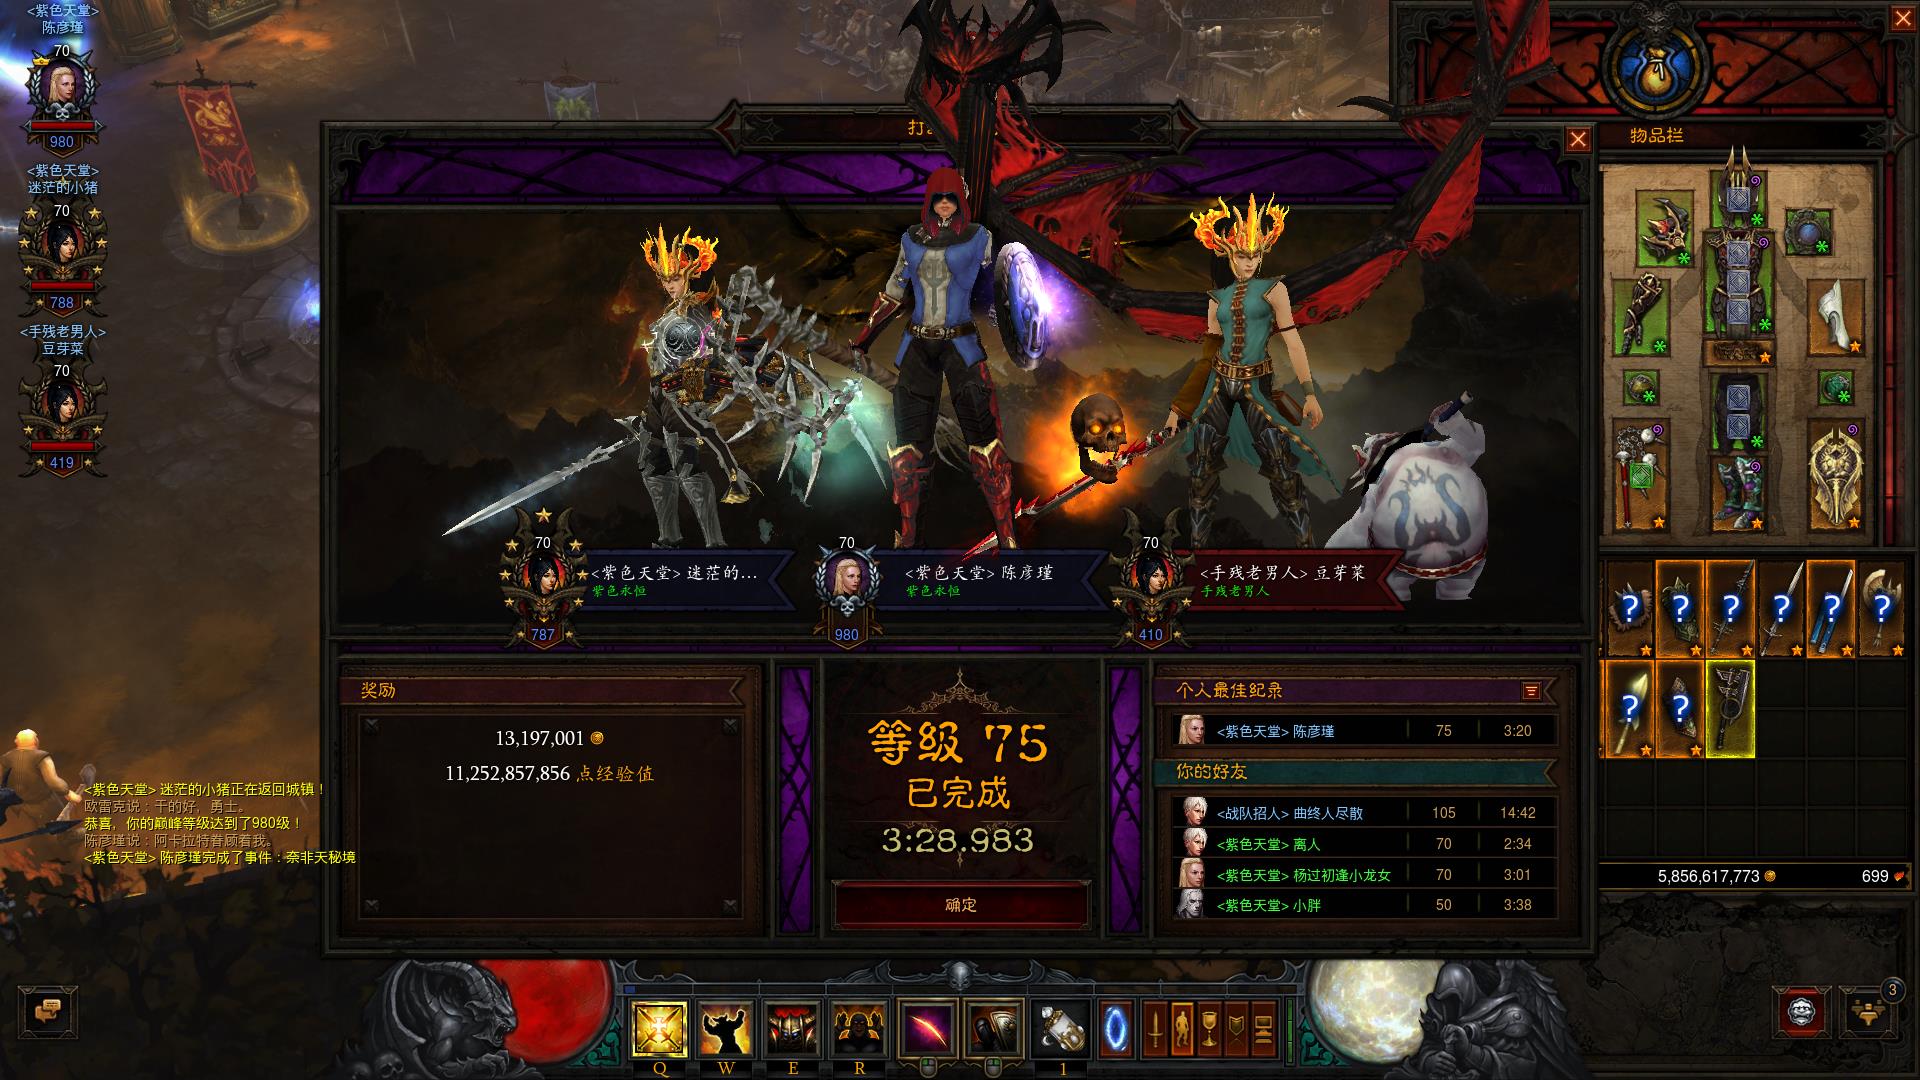 <紫色天堂>
陈彦瑾
70
980
<紫色天堂>
迷茫的小猪
70
788
<手残老男人>
豆芽菜
70
419
物品栏
70
<紫色天堂> 迷茫的...
紫色永恒
787
70
<紫色天堂> 陈彦瑾
紫色永恒
980
70
<手残老男人> 豆芽菜
手残老男人
410
奖励
13,197,001
11,252,857,856 点经验值
等级 75
已完成
3:28.983
确定
个人最佳纪录
<紫色天堂> 陈彦瑾 75 3:20
你的好友
<战队招人> 曲终人尽散 105 14:42
<紫色天堂> 离人 70 2:34
<紫色天堂> 杨过初逢小龙女 70 3:01
<紫色天堂> 小胖 50 3:38
? ? ? ? ? ?
? ?
5,856,617,773 699
<紫色天堂> 迷茫的小猪正在返回城镇！
欧雷克说：干的好，勇士。
恭喜，你的巅峰等级达到了980级！
陈彦瑾说：阿卡拉特眷顾着我。
<紫色天堂> 陈彦瑾完成了事件：奈非天秘境
Q W E R 1
3